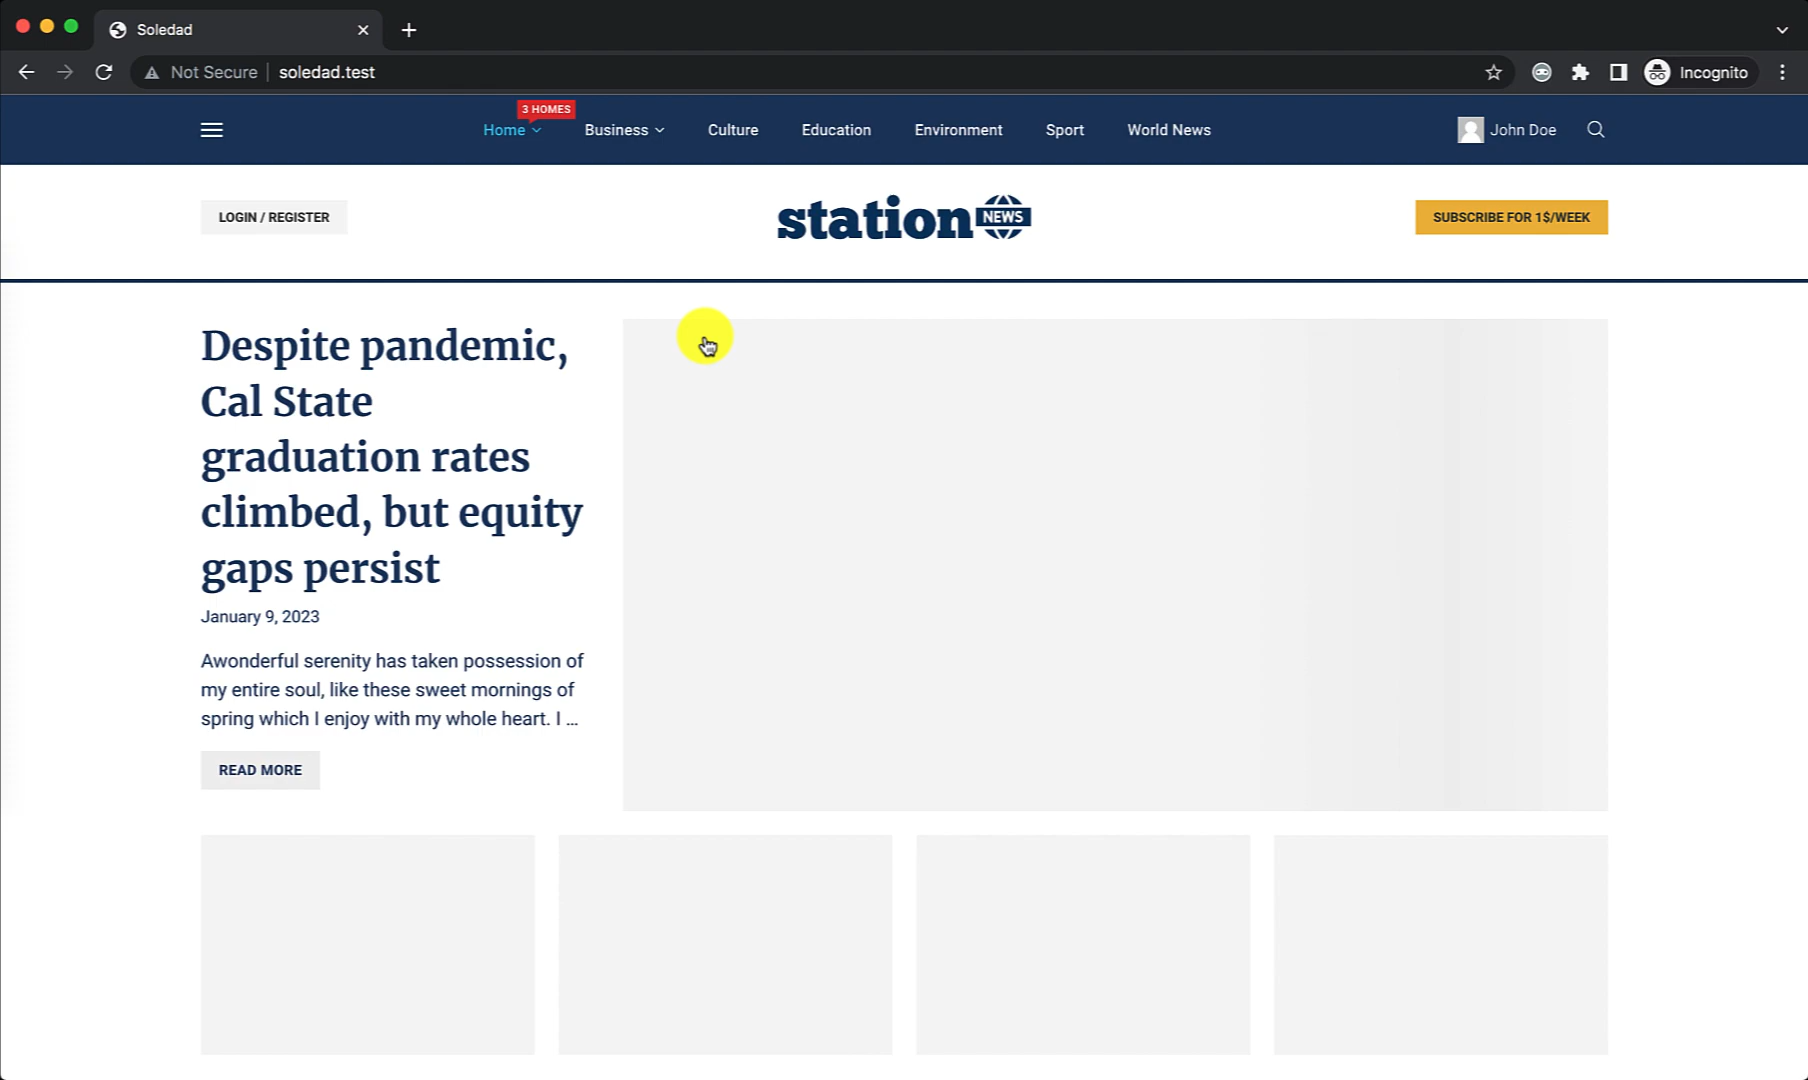 Soledad
Not Secure
soledad.test
Incognito
3 HOMES
Home
Business
Culture
Education
Environment
Sport
World News
John Doe
LOGIN / REGISTER
station NEWS
SUBSCRIBE FOR 1$/WEEK
Despite pandemic,
Cal State
graduation rates
climbed, but equity
gaps persist
January 9, 2023
Awonderful serenity has taken possession of
my entire soul, like these sweet mornings of
spring which I enjoy with my whole heart. I ...
READ MORE